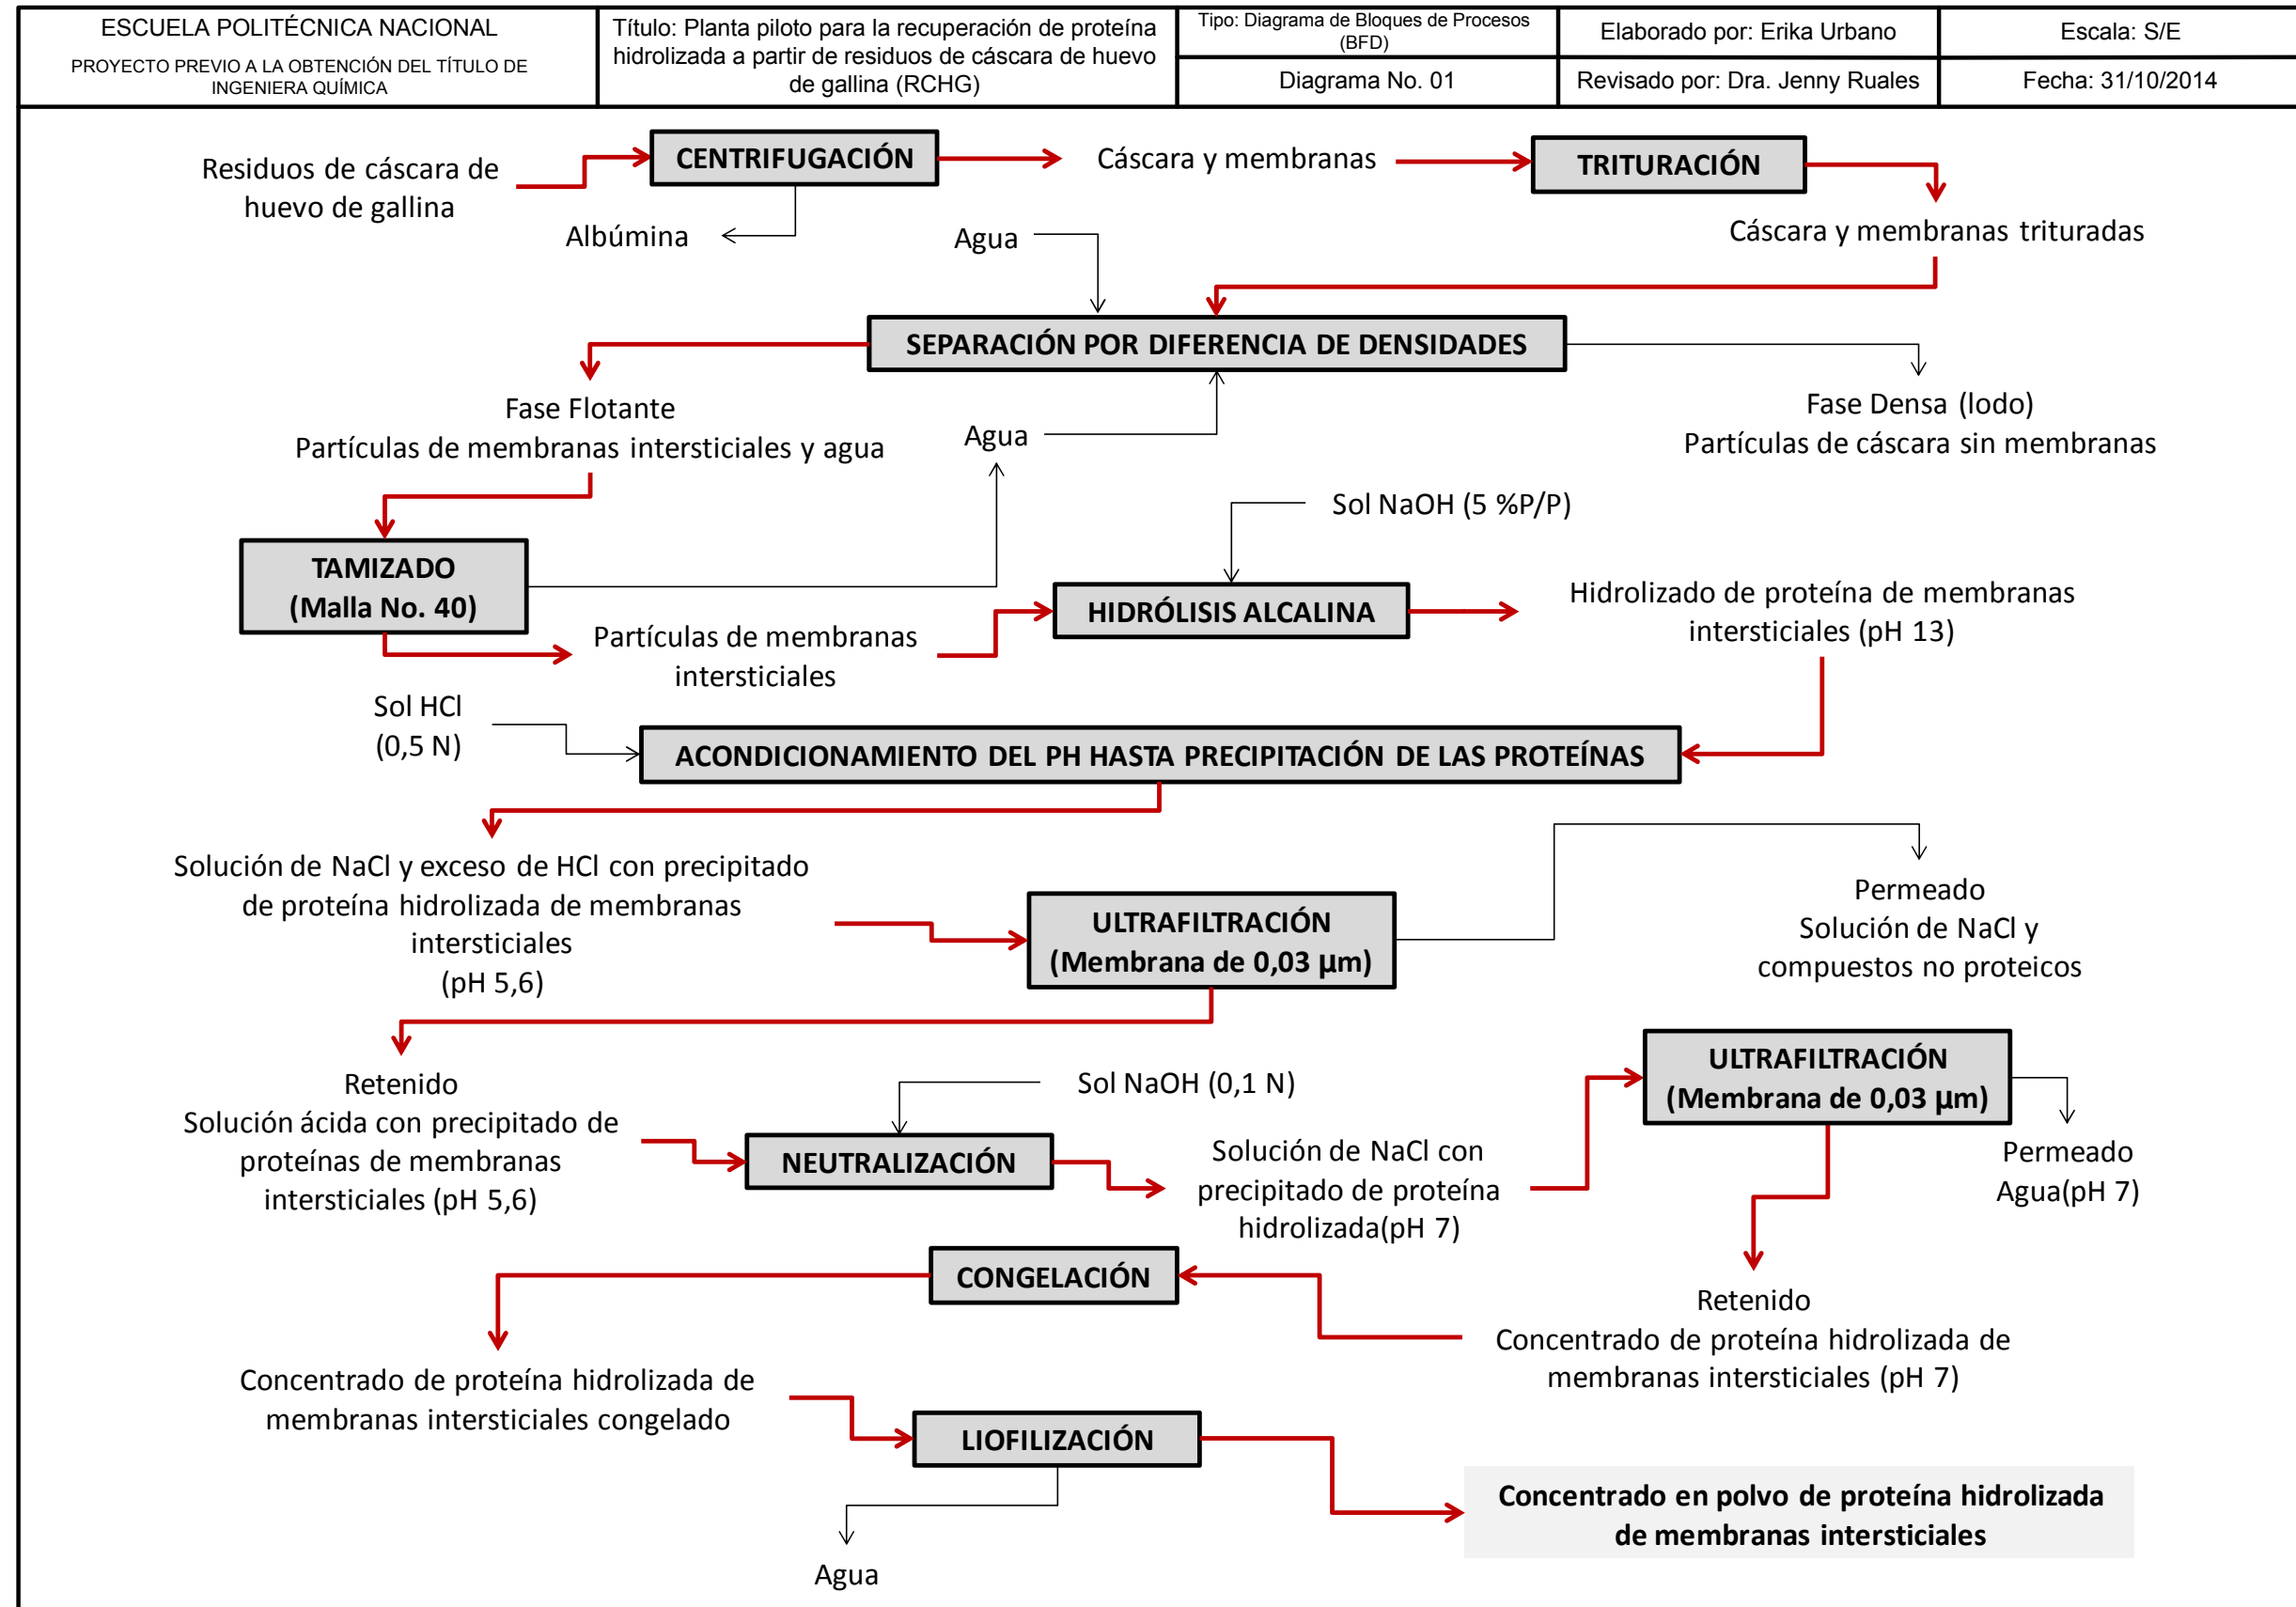 ESCUELA POLITÉCNICA NACIONAL
PROYECTO PREVIO A LA OBTENCIÓN DEL TÍTULO DE
INGENIERA QUÍMICA
Título: Planta piloto para la recuperación de proteína
hidrolizada a partir de residuos de cáscara de huevo
de gallina (RCHG)
Tipo: Diagrama de Bloques de Procesos
(BFD)
Diagrama No. 01
Elaborado por: Erika Urbano
Revisado por: Dra. Jenny Ruales
Escala: S/E
Fecha: 31/10/2014
Residuos de cáscara de
huevo de gallina
CENTRIFUGACIÓN
Cáscara y membranas
TRITURACIÓN
Albúmina
Agua
Cáscara y membranas trituradas
SEPARACIÓN POR DIFERENCIA DE DENSIDADES
Fase Flotante
Partículas de membranas intersticiales y agua
Agua
Fase Densa (lodo)
Partículas de cáscara sin membranas
Sol NaOH (5 %P/P)
TAMIZADO
(Malla No. 40)
Partículas de membranas
intersticiales
HIDRÓLISIS ALCALINA
Hidrolizado de proteína de membranas
intersticiales (pH 13)
Sol HCl
(0,5 N)
ACONDICIONAMIENTO DEL PH HASTA PRECIPITACIÓN DE LAS PROTEÍNAS
Solución de NaCl y exceso de HCl con precipitado
de proteína hidrolizada de membranas
intersticiales
(pH 5,6)
ULTRAFILTRACIÓN
(Membrana de 0,03 µm)
Permeado
Solución de NaCl y
compuestos no proteicos
Retenido
Solución ácida con precipitado de
proteínas de membranas
intersticiales (pH 5,6)
Sol NaOH (0,1 N)
NEUTRALIZACIÓN
Solución de NaCl con
precipitado de proteína
hidrolizada(pH 7)
ULTRAFILTRACIÓN
(Membrana de 0,03 µm)
Permeado
Agua(pH 7)
CONGELACIÓN
Retenido
Concentrado de proteína hidrolizada de
membranas intersticiales (pH 7)
Concentrado de proteína hidrolizada de
membranas intersticiales congelado
LIOFILIZACIÓN
Concentrado en polvo de proteína hidrolizada
de membranas intersticiales
Agua